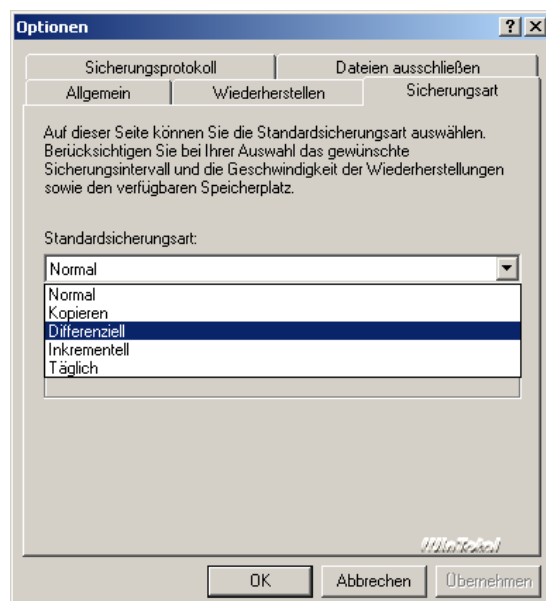 Optionen
Sicherungsprotokoll
Dateien ausschließen
Allgemein
Wiederherstellen
Sicherungsart
Auf dieser Seite können Sie die Standardsicherungsart auswählen.
Berücksichtigen Sie bei Ihrer Auswahl das gewünschte
Sicherungsintervall und die Geschwindigkeit der Wiederherstellungen
sowie den verfügbaren Speicherplatz.
Standardsicherungsart:
Normal
Normal
Kopieren
Differenziell
Inkrementell
Täglich
WinTotal
OK
Abbrechen
Übernehmen